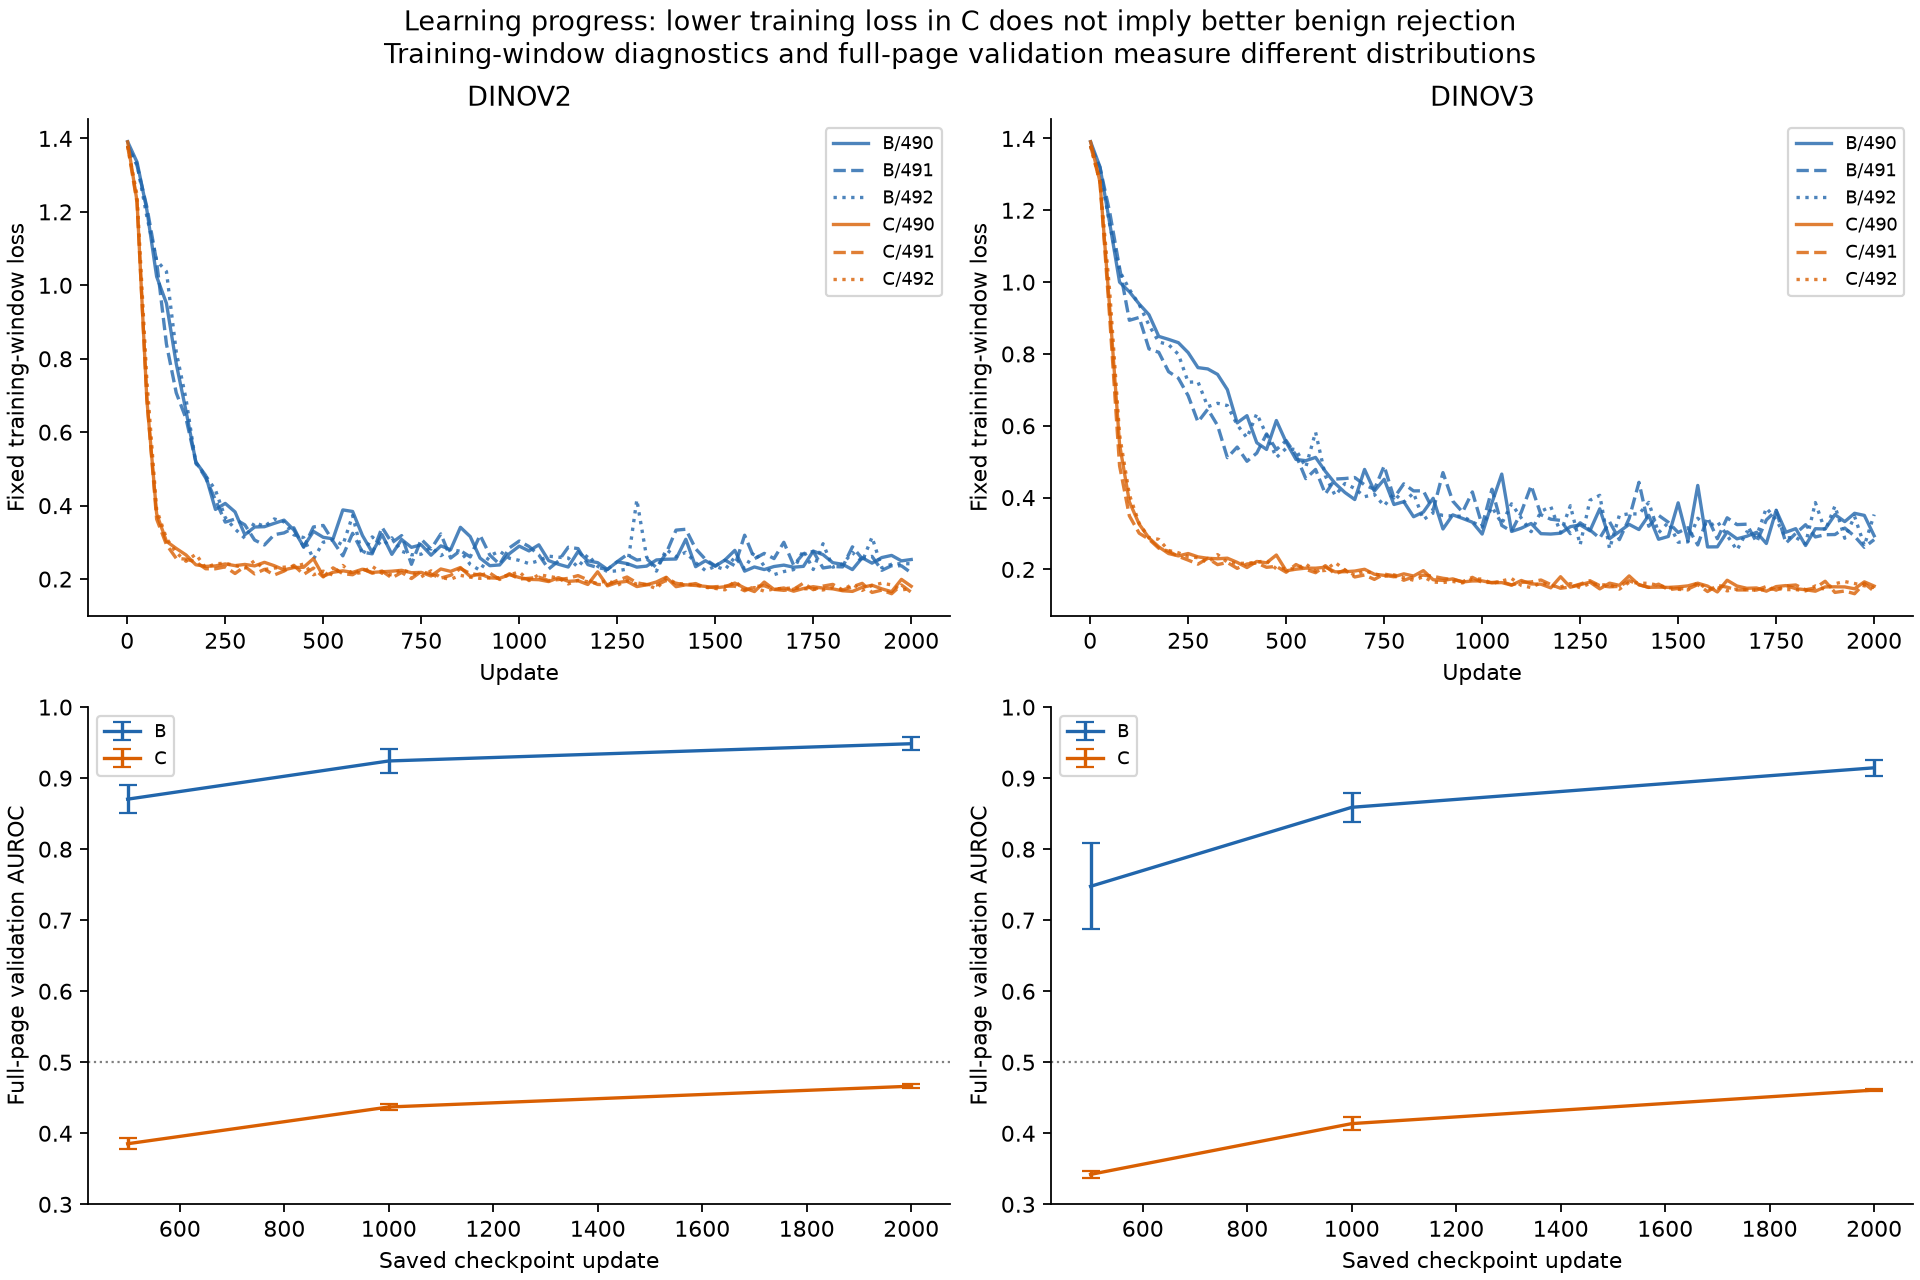 Learning progress: lower training loss in C does not imply better benign rejection
Training-window diagnostics and full-page validation measure different distributions
DINOV2
Fixed training-window loss
1.4
1.2
1.0
0.8
0.6
0.4
0.2
B/490
B/491
B/492
C/490
C/491
C/492
0 250 500 750 1000 1250 1500 1750 2000
Update
DINOV3
Fixed training-window loss
1.4
1.2
1.0
0.8
0.6
0.4
0.2
B/490
B/491
B/492
C/490
C/491
C/492
0 250 500 750 1000 1250 1500 1750 2000
Update
Full-page validation AUROC
1.0
0.9
0.8
0.7
0.6
0.5
0.4
0.3
B
C
600 800 1000 1200 1400 1600 1800 2000
Saved checkpoint update
Full-page validation AUROC
1.0
0.9
0.8
0.7
0.6
0.5
0.4
0.3
B
C
600 800 1000 1200 1400 1600 1800 2000
Saved checkpoint update